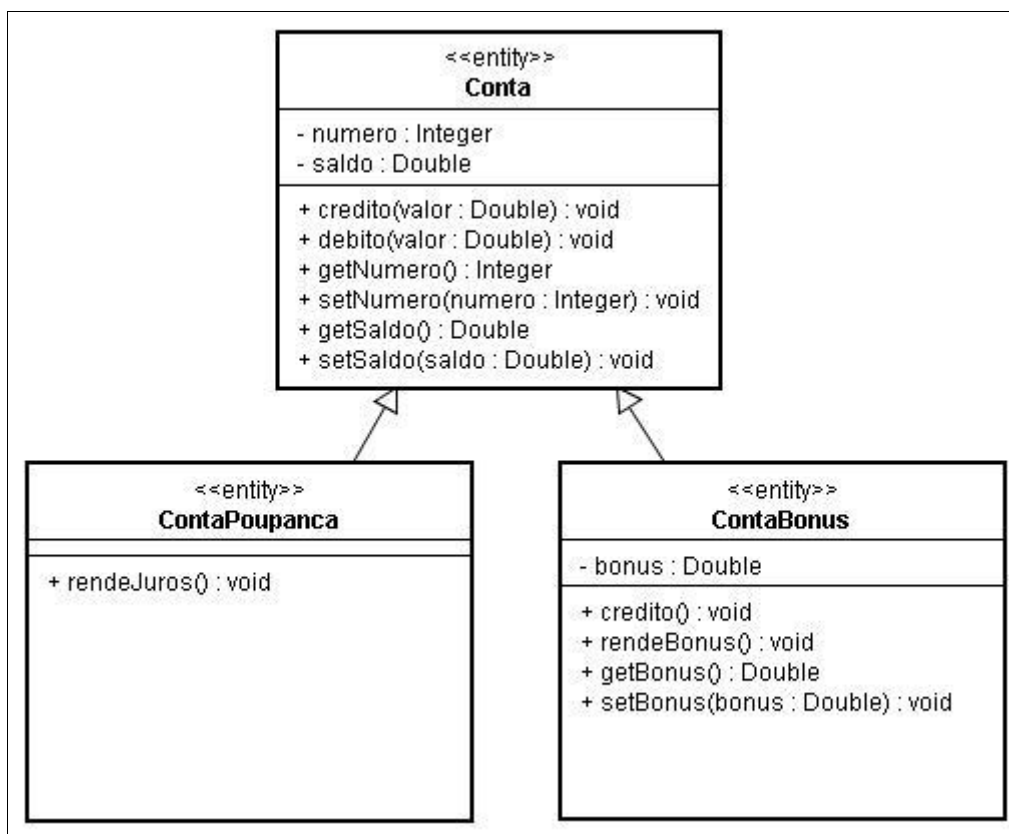 <<entity>>
Conta
- numero : Integer
- saldo : Double
+ credito(valor : Double) : void
+ debito(valor : Double) : void
+ getNumero() : Integer
+ setNumero(numero : Integer) : void
+ getSaldo() : Double
+ setSaldo(saldo : Double) : void
<<entity>>
ContaPoupanca
+ rendeJuros() : void
<<entity>>
ContaBonus
- bonus : Double
+ credito() : void
+ rendeBonus() : void
+ getBonus() : Double
+ setBonus(bonus : Double) : void